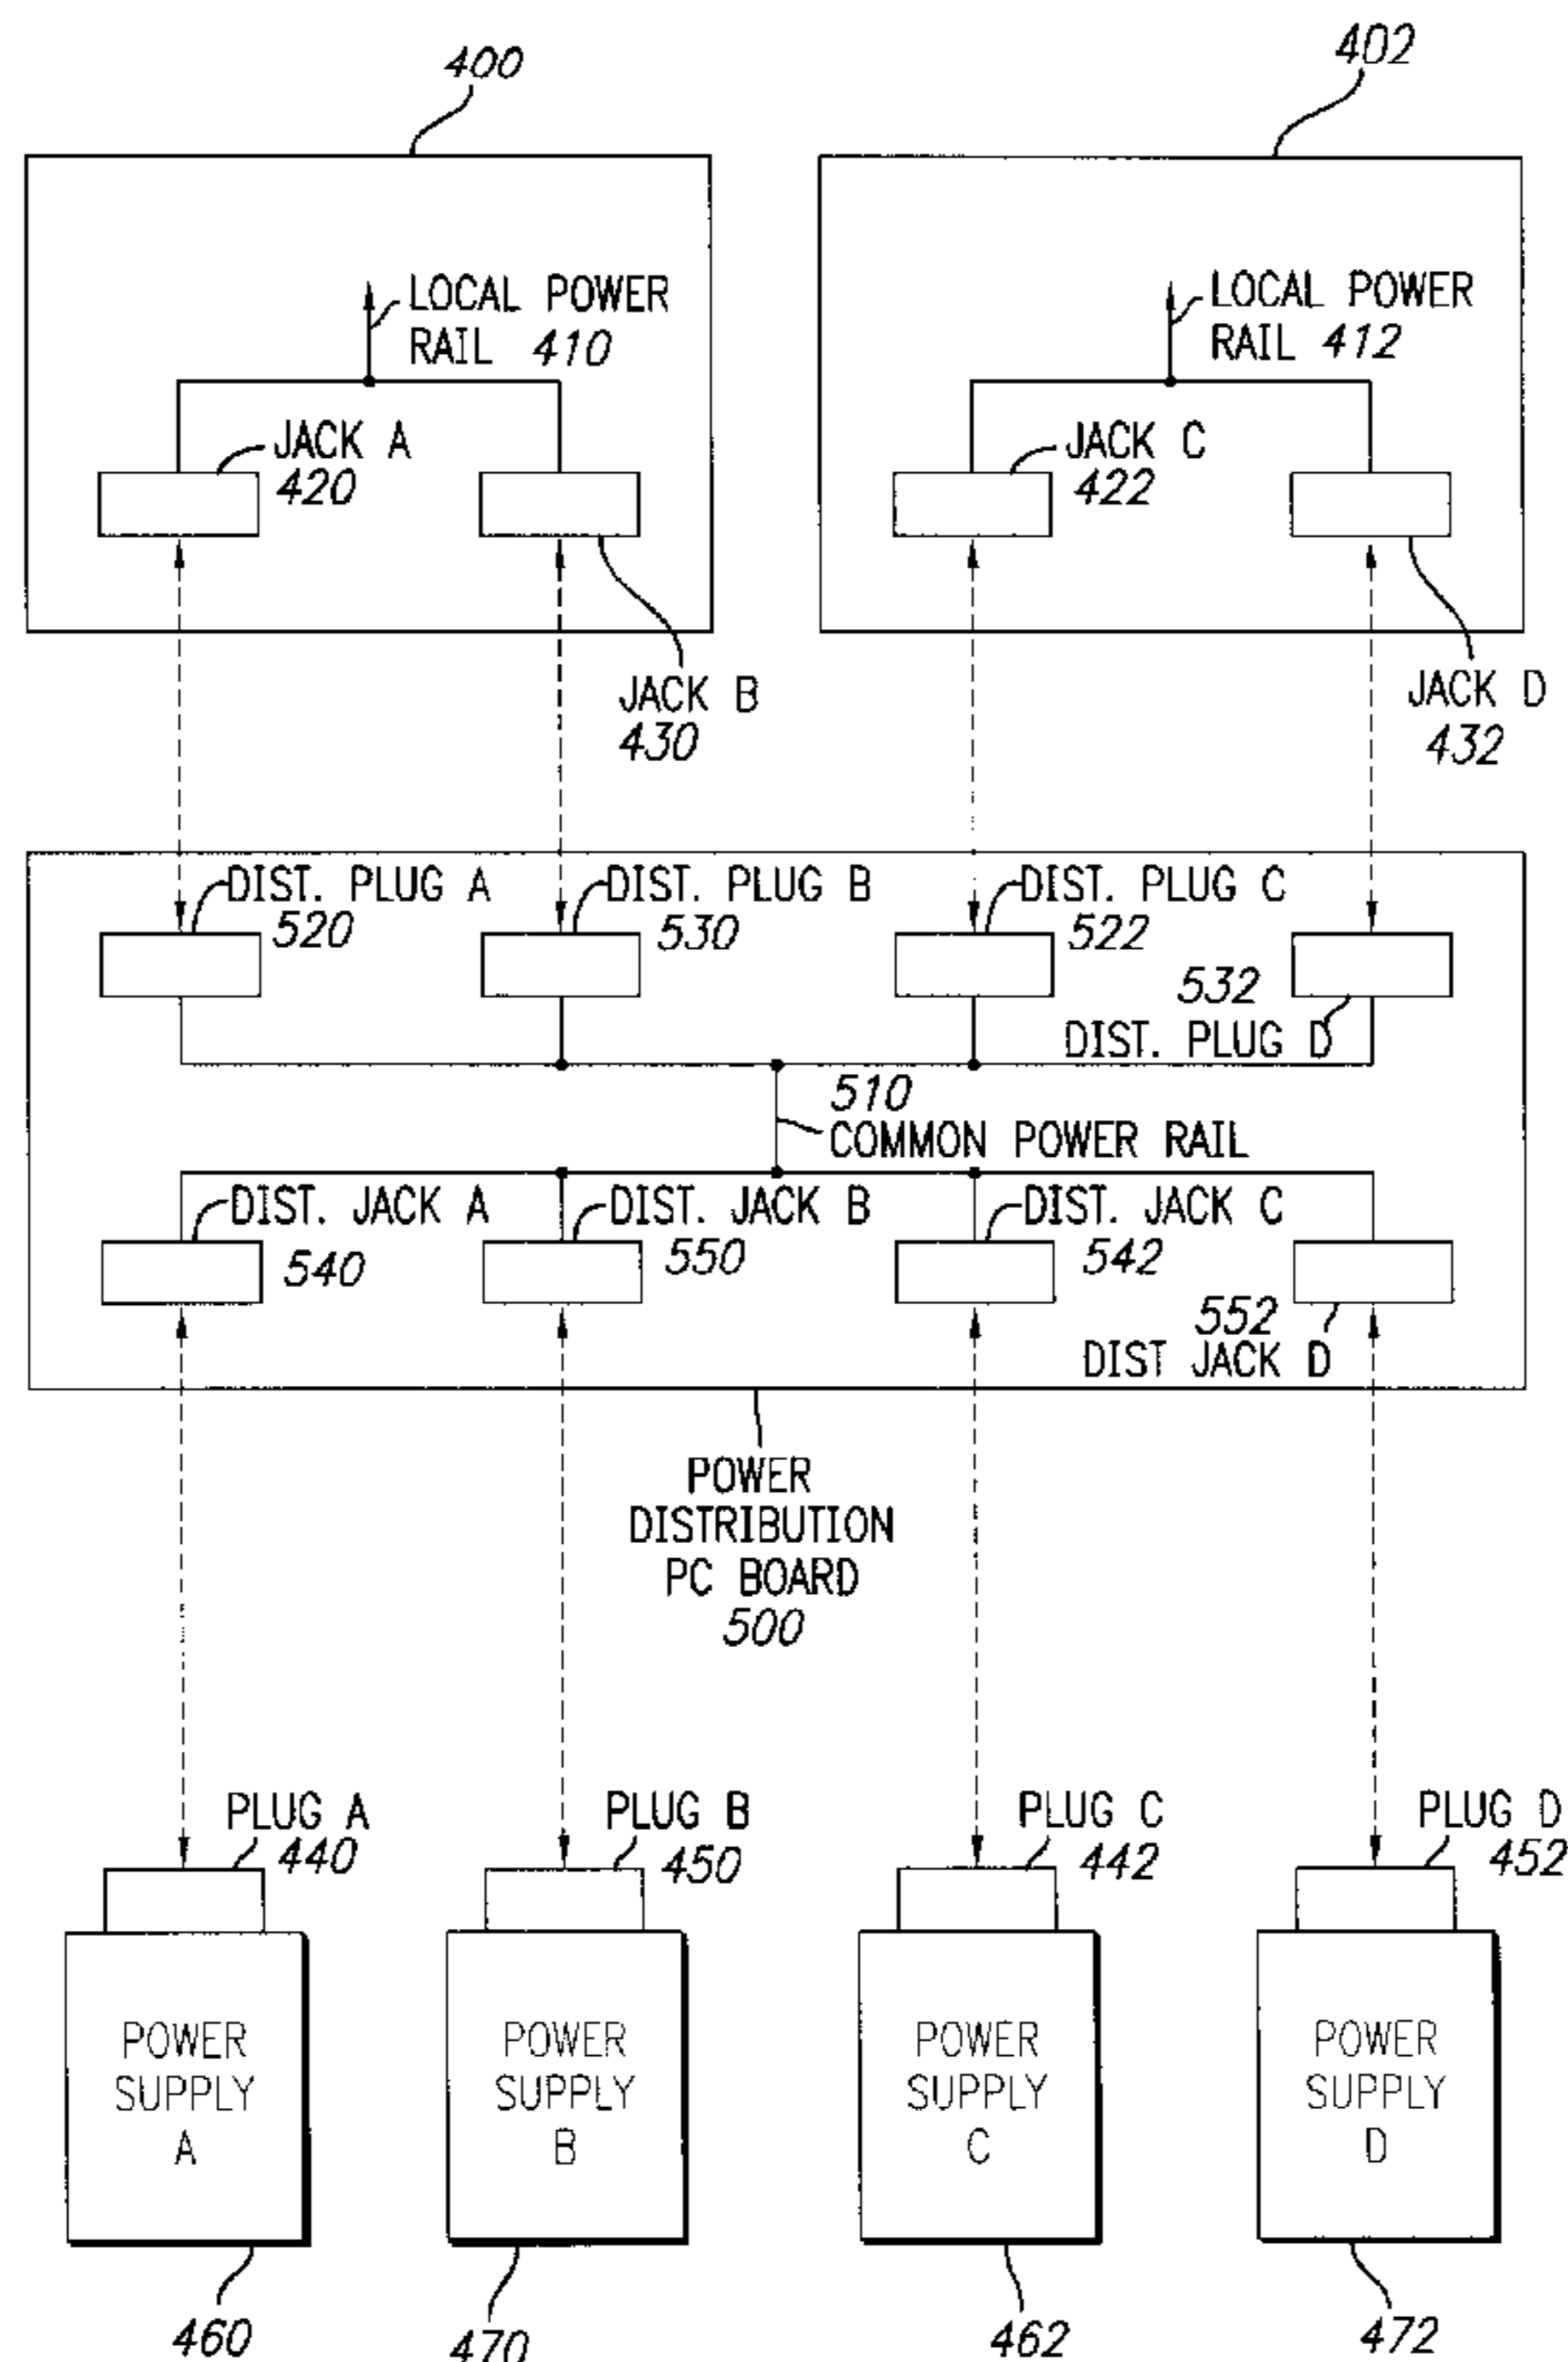 400
402
LOCAL POWER
RAIL 410
LOCAL POWER
RAIL 412
JACK A
420
JACK C
422
JACK B
430
JACK D
432
DIST. PLUG A
520
DIST. PLUG B
530
DIST. PLUG C
522
532
DIST. PLUG D
510
COMMON POWER RAIL
DIST. JACK A
540
DIST. JACK B
550
DIST. JACK C
542
552
DIST JACK D
POWER
DISTRIBUTION
PC BOARD
500
PLUG A
440
PLUG B
450
PLUG C
442
PLUG D
452
POWER
SUPPLY
A
POWER
SUPPLY
B
POWER
SUPPLY
C
POWER
SUPPLY
D
460
470
462
472